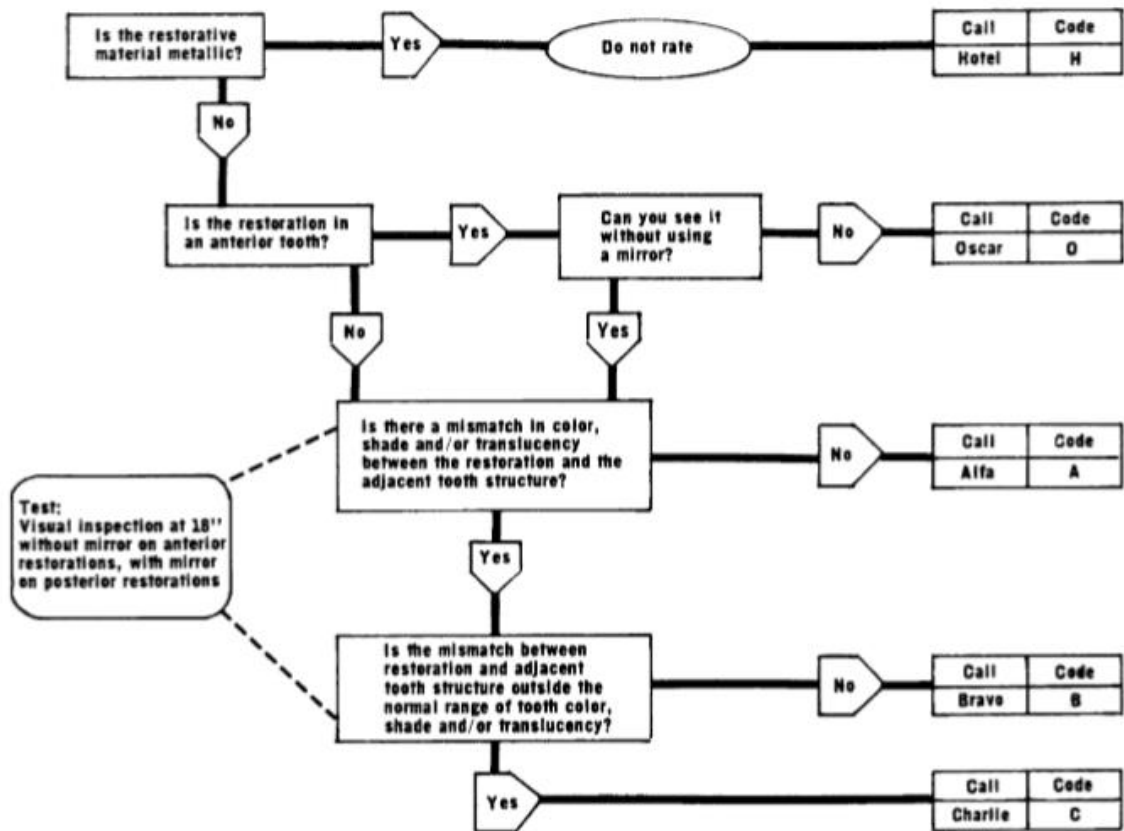 Is the restorative
material metallic?
Yes
Do not rate
Call Code
Hotel H
No
Is the restoration in
an anterior tooth?
Yes
Can you see it
without using
a mirror?
No
Call Code
Oscar O
No
Yes
Is there a mismatch in color,
shade and/or translucency
between the restoration and the
adjacent tooth structure?
No
Call Code
Alfa A
Test:
Visual inspection at 18"
without mirror on anterior
restorations, with mirror
on posterior restorations
Yes
Is the mismatch between
restoration and adjacent
tooth structure outside the
normal range of tooth color,
shade and/or translucency?
No
Call Code
Bravo B
Yes
Call Code
Charlie C